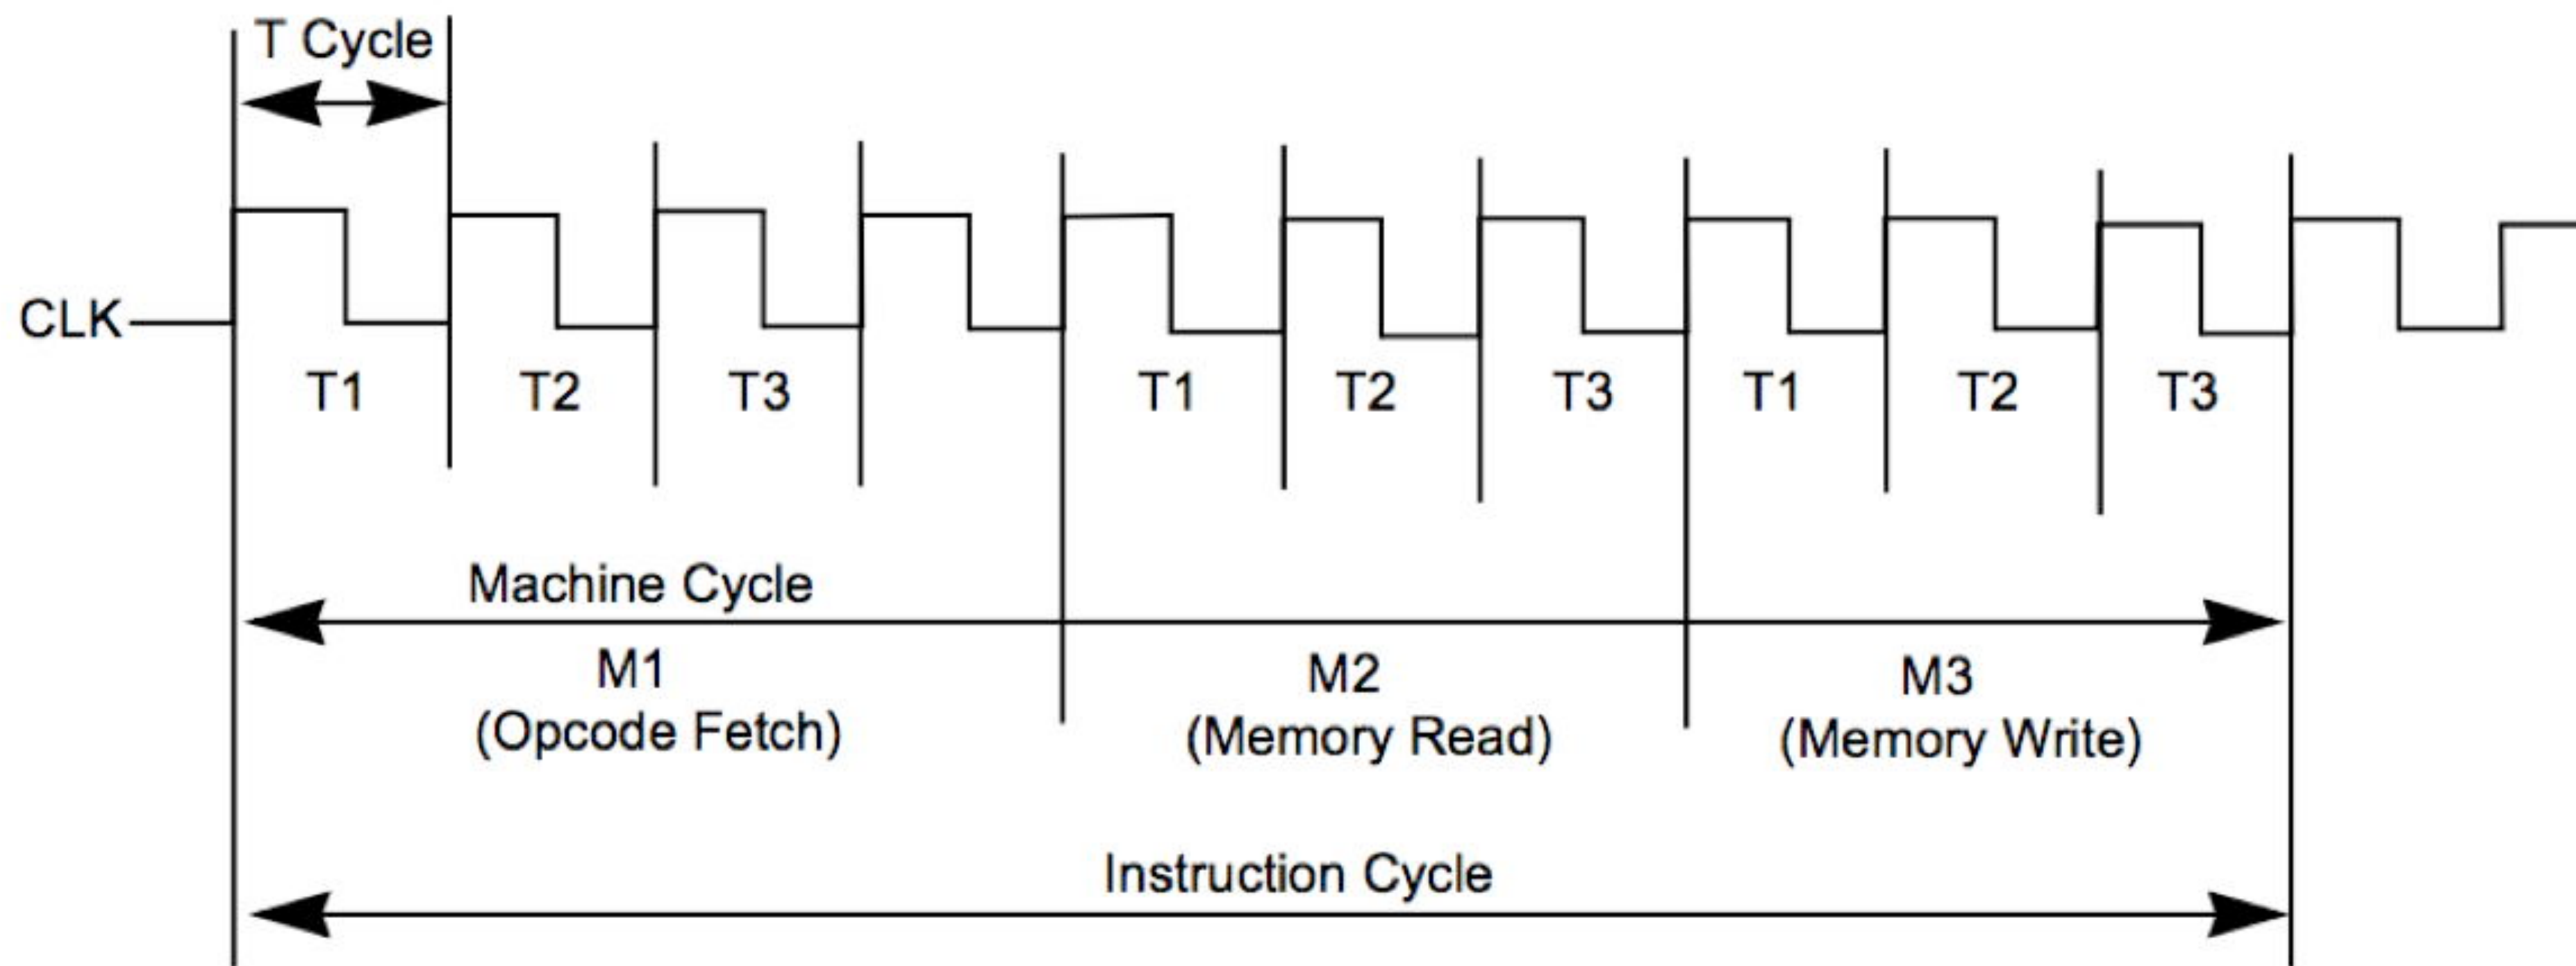 T Cycle
CLK
T1 T2 T3 T1 T2 T3 T1 T2 T3
Machine Cycle
M1 M2 M3
(Opcode Fetch) (Memory Read) (Memory Write)
Instruction Cycle